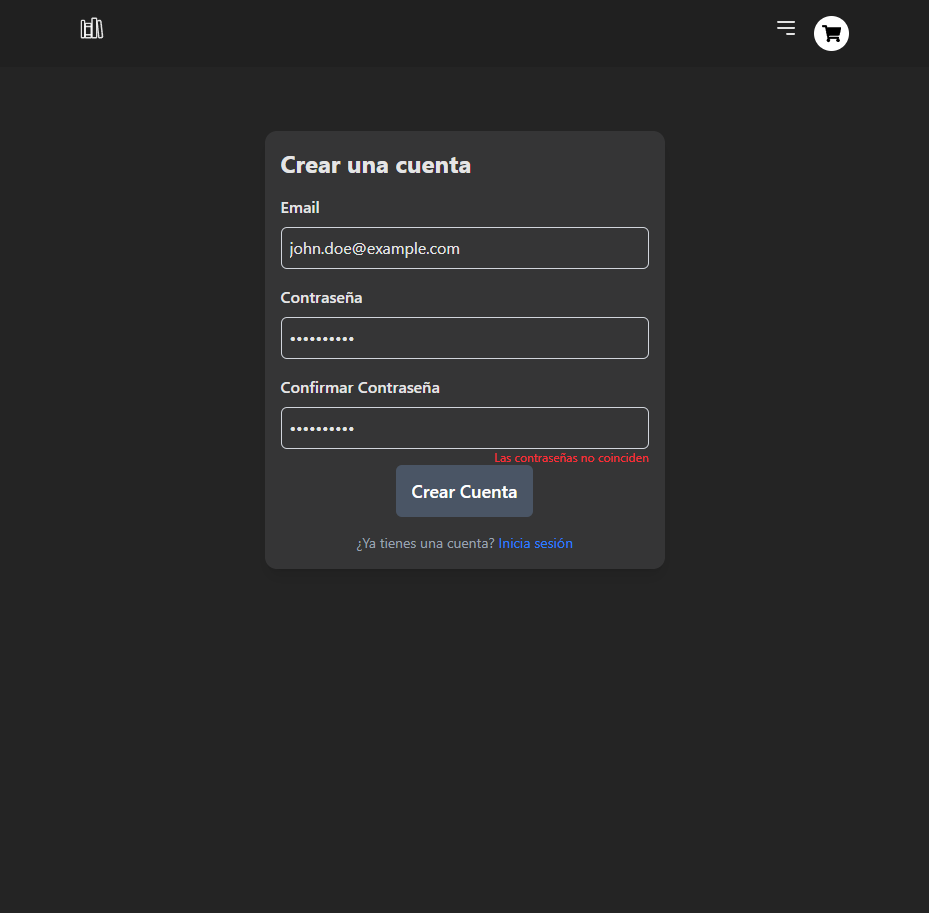 Crear una cuenta
Email
john.doe@example.com
Contraseña
••••••••••
Confirmar Contraseña
••••••••••
Las contraseñas no coinciden
Crear Cuenta
¿Ya tienes una cuenta? Inicia sesión